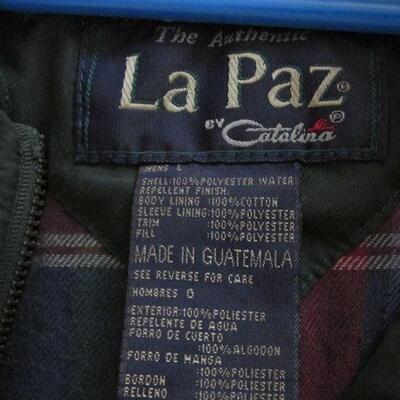 The Authentic
La Paz®
BY Catalina®
MENS L
SHELL:100%POLYESTER WATER
REPELLENT FINISH.
BODY LINING :100%COTTON
SLEEVE LINING:100%POLYESTER
TRIM :100%POLYESTER
FILL :100%POLYESTER
MADE IN GUATEMALA
SEE REVERSE FOR CARE
HOMBRES G
EXTERIOR:100%POLIESTER
REPELENTE DE AGUA
FORRO DE CUERTO
:100%ALGODON
FORRO DE MANGA
:100%POLIESTER
BORDON :100%POLIESTER
RELLENO :100%POLIESTER